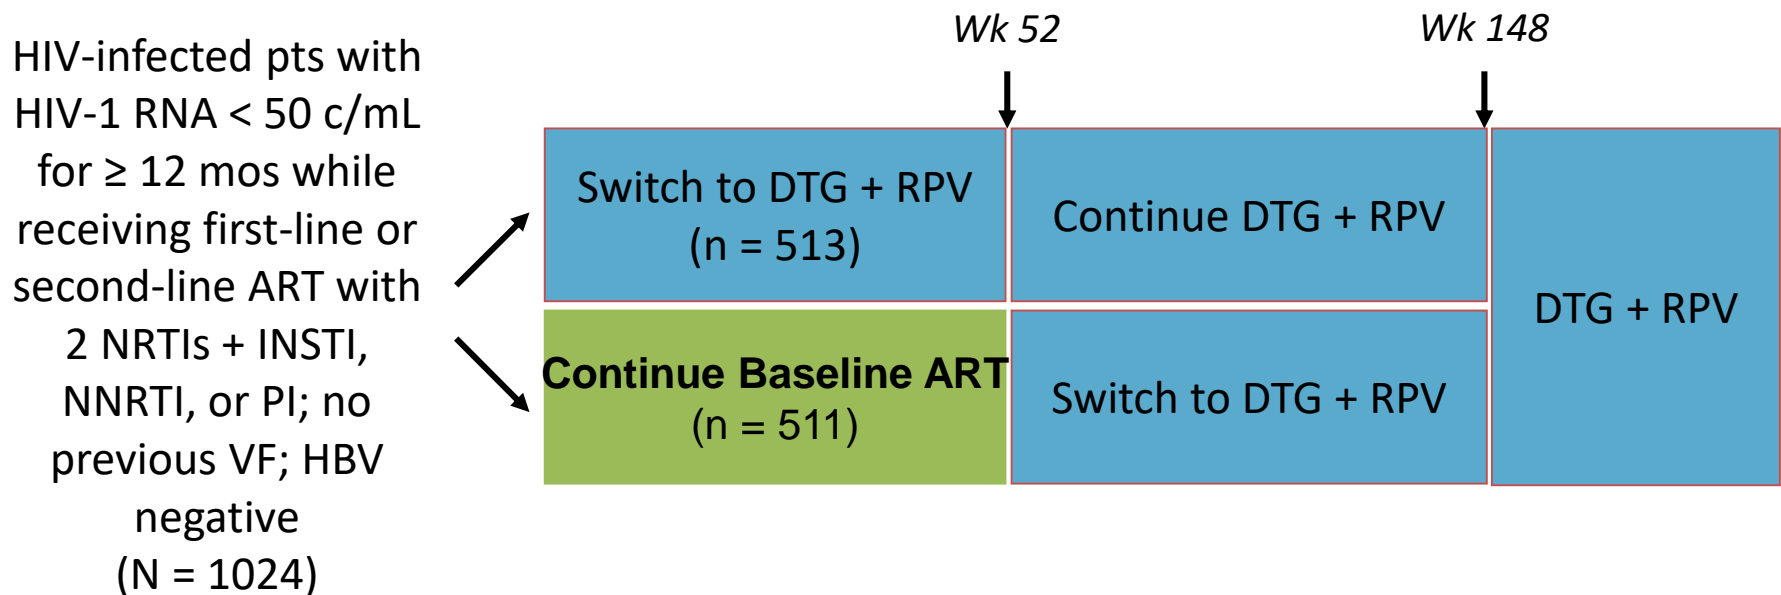 HIV-infected pts with
HIV-1 RNA < 50 c/mL
for ≥ 12 mos while
receiving first-line or
second-line ART with
2 NRTIs + INSTI,
NNRTI, or PI; no
previous VF; HBV
negative
(N = 1024)
Wk 52
Wk 148
Switch to DTG + RPV
(n = 513)
Continue DTG + RPV
DTG + RPV
Continue Baseline ART
(n = 511)
Switch to DTG + RPV